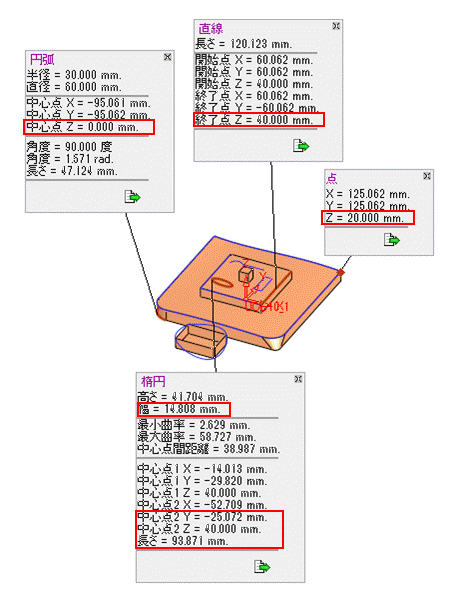 直線
長さ = 120.123 mm.
開始点 X = 60.062 mm.
開始点 Y = 60.062 mm.
開始点 Z = 40.000 mm.
終了点 X = 60.062 mm.
終了点 Y = -60.062 mm.
終了点 Z = 40.000 mm.
円弧
半径 = 30.000 mm.
直径 = 60.000 mm.
中心点 X = -95.061 mm.
中心点 Y = -95.062 mm.
中心点 Z = 0.000 mm.
角度 = 90.000 度
角度 = 1.571 rad.
長さ = 47.124 mm.
点
X = 125.062 mm.
Y = 125.062 mm.
Z = 20.000 mm.
楕円
高さ = 41.704 mm.
幅 = 14.808 mm.
最小曲率 = 2.629 mm.
最大曲率 = 58.727 mm.
中心点間距離 = 38.987 mm.
中心点1 X = -14.013 mm.
中心点1 Y = -29.820 mm.
中心点1 Z = 40.000 mm.
中心点2 X = -52.709 mm.
中心点2 Y = -25.072 mm.
中心点2 Z = 40.000 mm.
長さ = 93.871 mm.